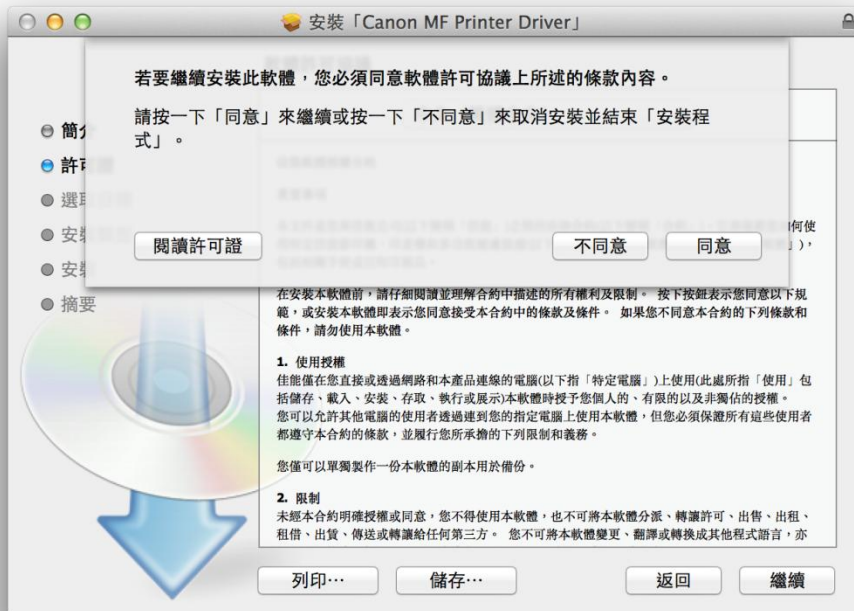 安裝「Canon MF Printer Driver」
若要繼續安裝此軟體，您必須同意軟體許可協議上所述的條款內容。
請按一下「同意」來繼續或按一下「不同意」來取消安裝並結束「安裝程
式」。
閱讀許可證
不同意
同意
簡介
許可證
選取
安裝
安裝
摘要
何使
」)，
在安裝本軟體前，請仔細閱讀並理解合約中描述的所有權利及限制。 按下按鈕表示您同意以下規
範，或安裝本軟體即表示您同意接受本合約中的條款及條件。 如果您不同意本合約的下列條款和
條件，請勿使用本軟體。
1. 使用授權
佳能僅在您直接或透過網路和本產品連線的電腦(以下指「特定電腦」)上使用(此處所指「使用」包
括儲存、載入、安裝、存取、執行或展示)本軟體時授予您個人的、有限的以及非獨佔的授權。
您可以允許其他電腦的使用者透過連到您的指定電腦上使用本軟體，但您必須保證所有這些使用者
都遵守本合約的條款，並履行您所承擔的下列限制和義務。
您僅可以單獨製作一份本軟體的副本用於備份。
2. 限制
未經本合約明確授權或同意，您不得使用本軟體，也不可將本軟體分派、轉讓許可、出售、出租、
租借、出賃、傳送或轉讓給任何第三方。 您不可將本軟體變更、翻譯或轉換成其他程式語言，亦
列印⋯
儲存⋯
返回
繼續